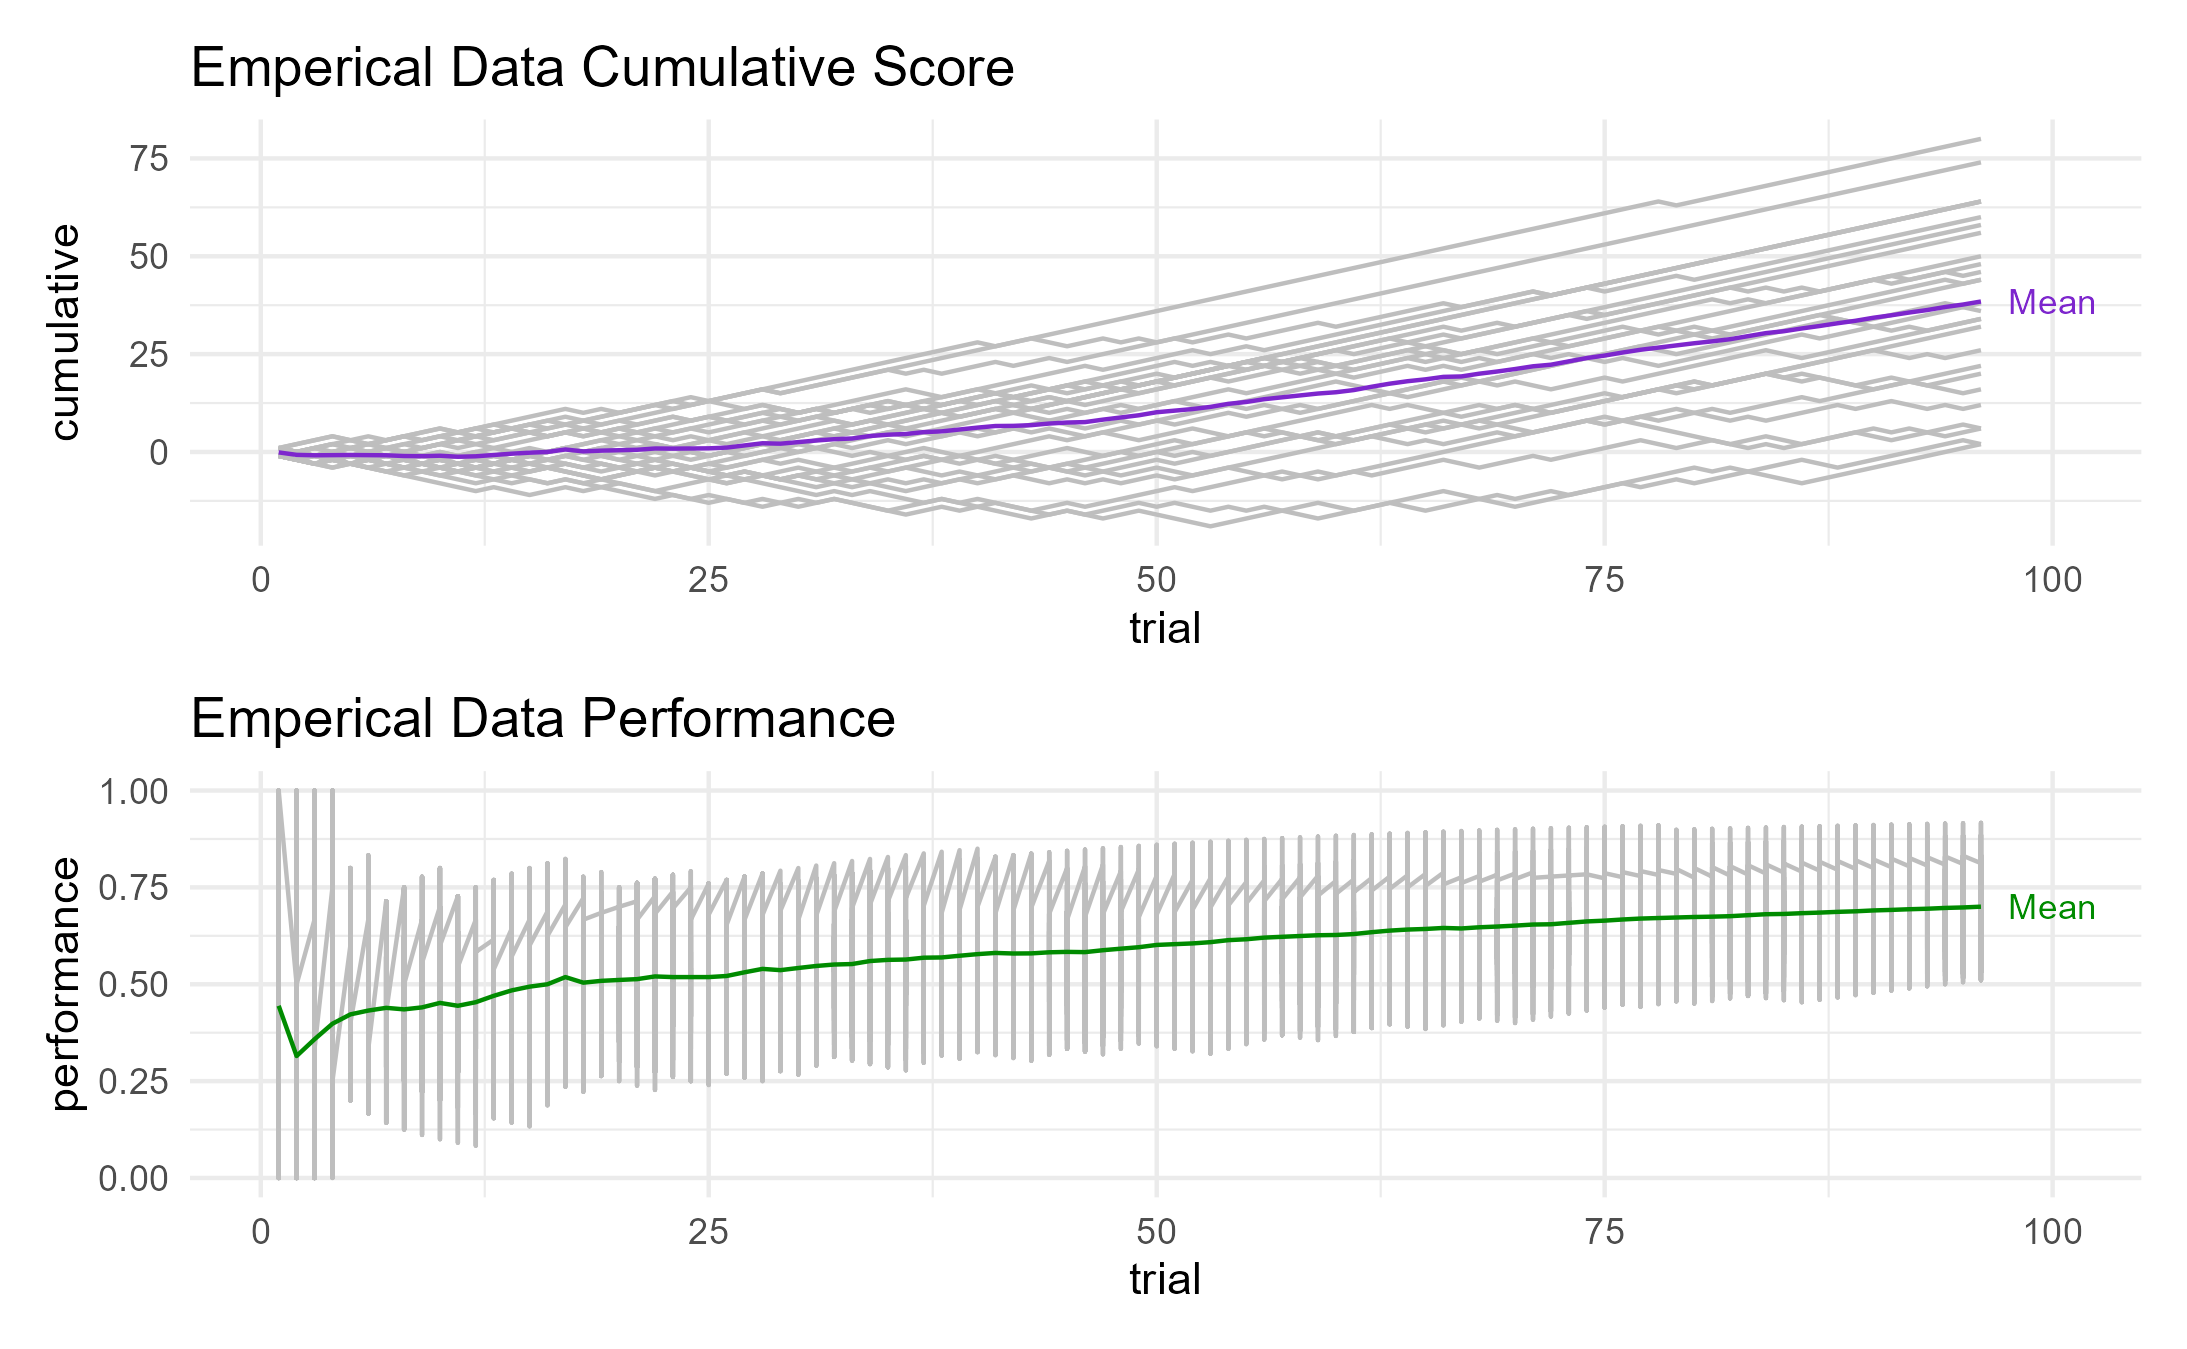 Emperical Data Cumulative Score
cumulative
75
50
25
0
Mean
0 25 50 75 100
trial
Emperical Data Performance
performance
1.00
0.75
0.50
0.25
0.00
Mean
0 25 50 75 100
trial